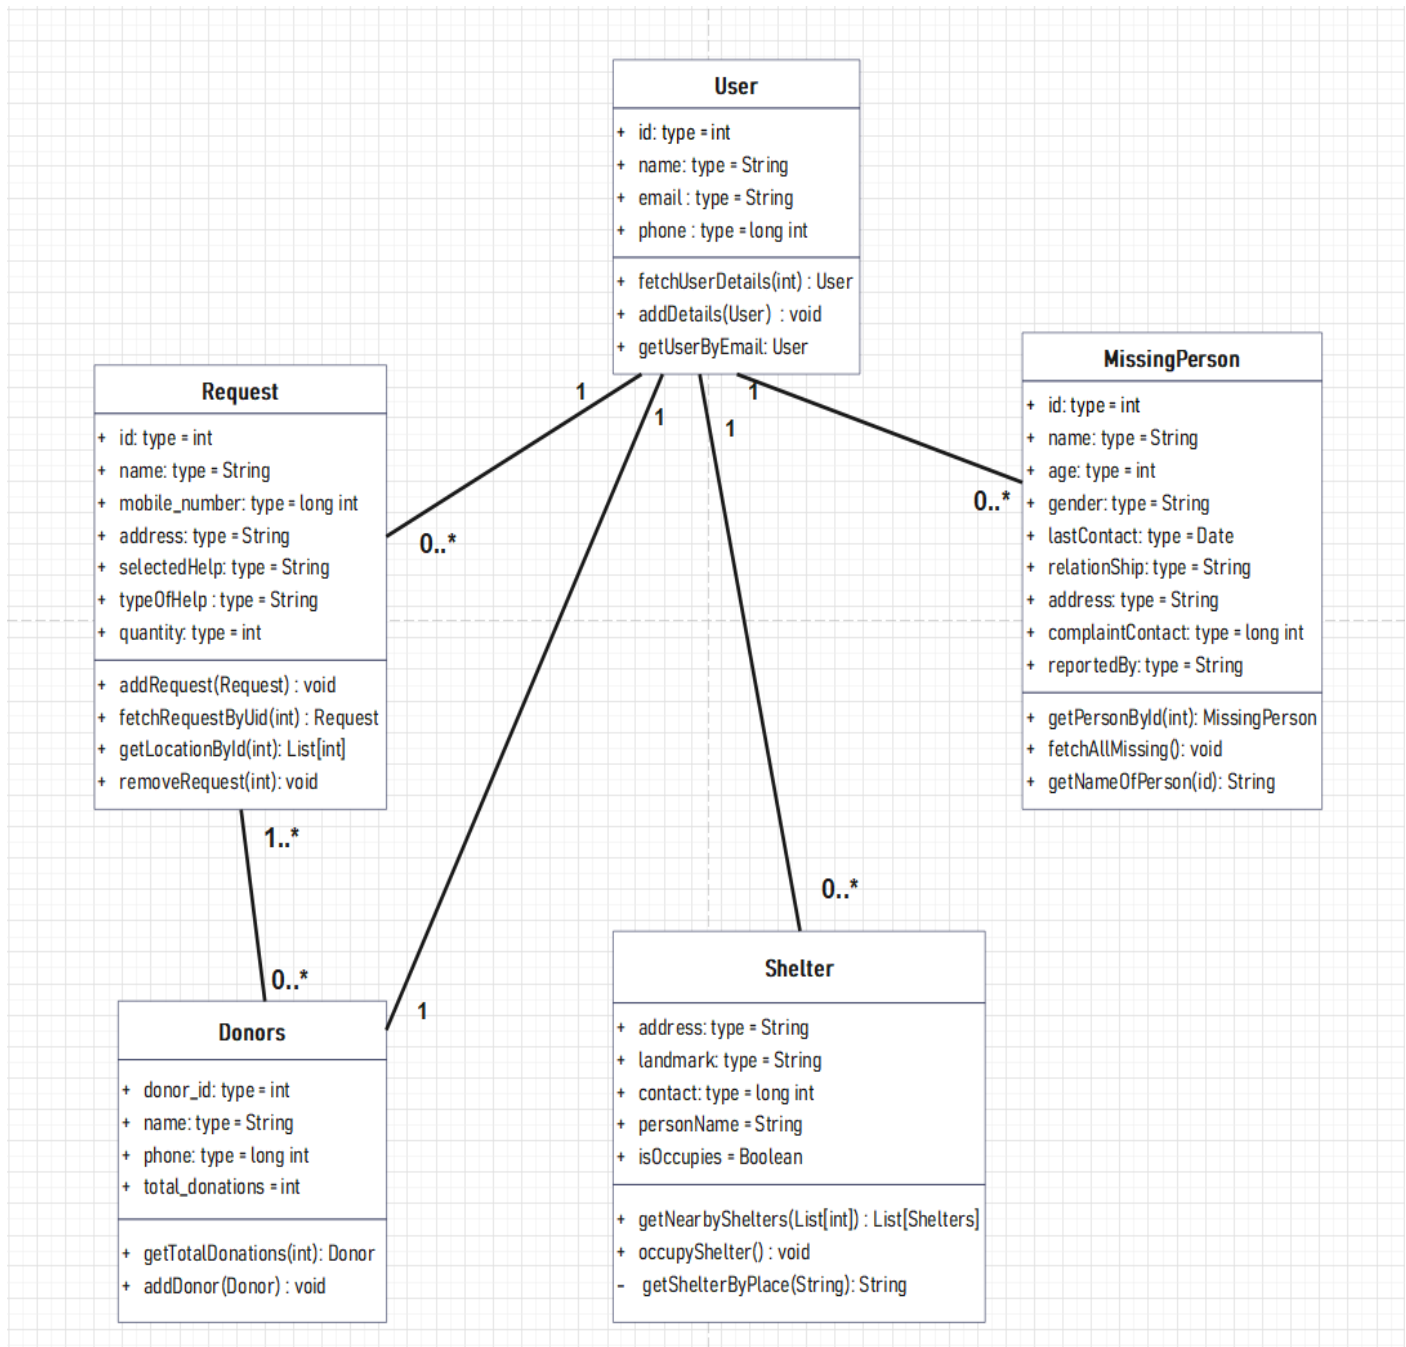 User
+ id: type = int
+ name: type = String
+ email : type = String
+ phone : type = long int
+ fetchUserDetails(int) : User
+ addDetails(User) : void
+ getUserByEmail: User
1
1
1
1
0..*
0..*
0..*
1
Request
+ id: type = int
+ name: type = String
+ mobile_number: type = long int
+ address: type = String
+ selectedHelp: type = String
+ typeOfHelp : type = String
+ quantity: type = int
+ addRequest(Request) : void
+ fetchRequestByUid(int) : Request
+ getLocationById(int): List[int]
+ removeRequest(int): void
1..*
0..*
MissingPerson
+ id: type = int
+ name: type = String
+ age: type = int
+ gender: type = String
+ lastContact: type = Date
+ relationShip: type = String
+ address: type = String
+ complaintContact: type = long int
+ reportedBy: type = String
+ getPersonById(int): MissingPerson
+ fetchAllMissing(): void
+ getNameOfPerson(id): String
Donors
+ donor_id: type = int
+ name: type = String
+ phone: type = long int
+ total_donations = int
+ getTotalDonations(int): Donor
+ addDonor(Donor) : void
Shelter
+ address: type = String
+ landmark: type = String
+ contact: type = long int
+ personName = String
+ isOccupies = Boolean
+ getNearbyShelters(List[int]) : List[Shelters]
+ occupyShelter() : void
- getShelterByPlace(String): String